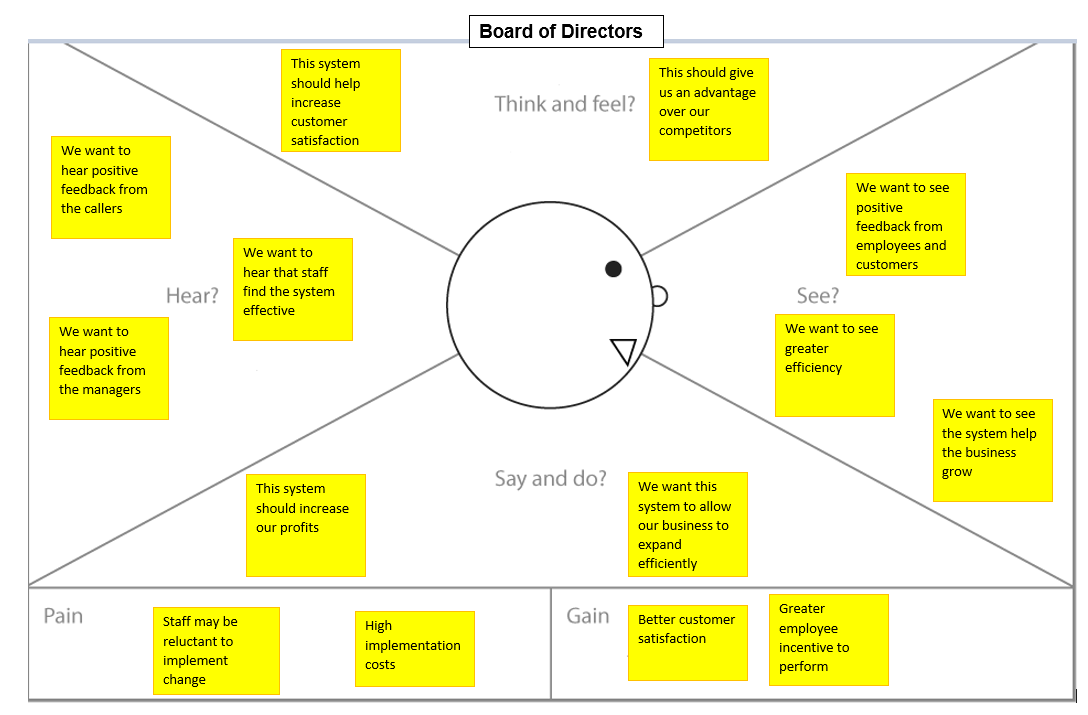 Board of Directors
This system
should help
increase
customer
satisfaction
Think and feel?
This should give
us an advantage
over our
competitors
We want to
hear positive
feedback from
the callers
We want to
hear that staff
find the system
effective
Hear?
We want to
hear positive
feedback from
the managers
We want to see
positive
feedback from
employees and
customers
See?
We want to see
greater
efficiency
We want to see
the system help
the business
grow
Say and do?
This system
should increase
our profits
We want this
system to allow
our business to
expand
efficiently
Pain
Staff may be
reluctant to
implement
change
High
implementation
costs
Gain
Better customer
satisfaction
Greater
employee
incentive to
perform